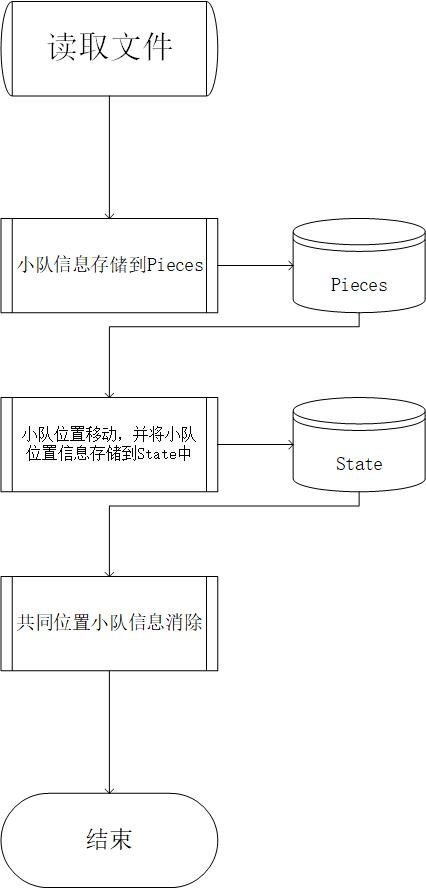 读取文件
小队信息存储到Pieces
Pieces
小队位置移动，并将小队
位置信息存储到State中
State
共同位置小队信息消除
结束